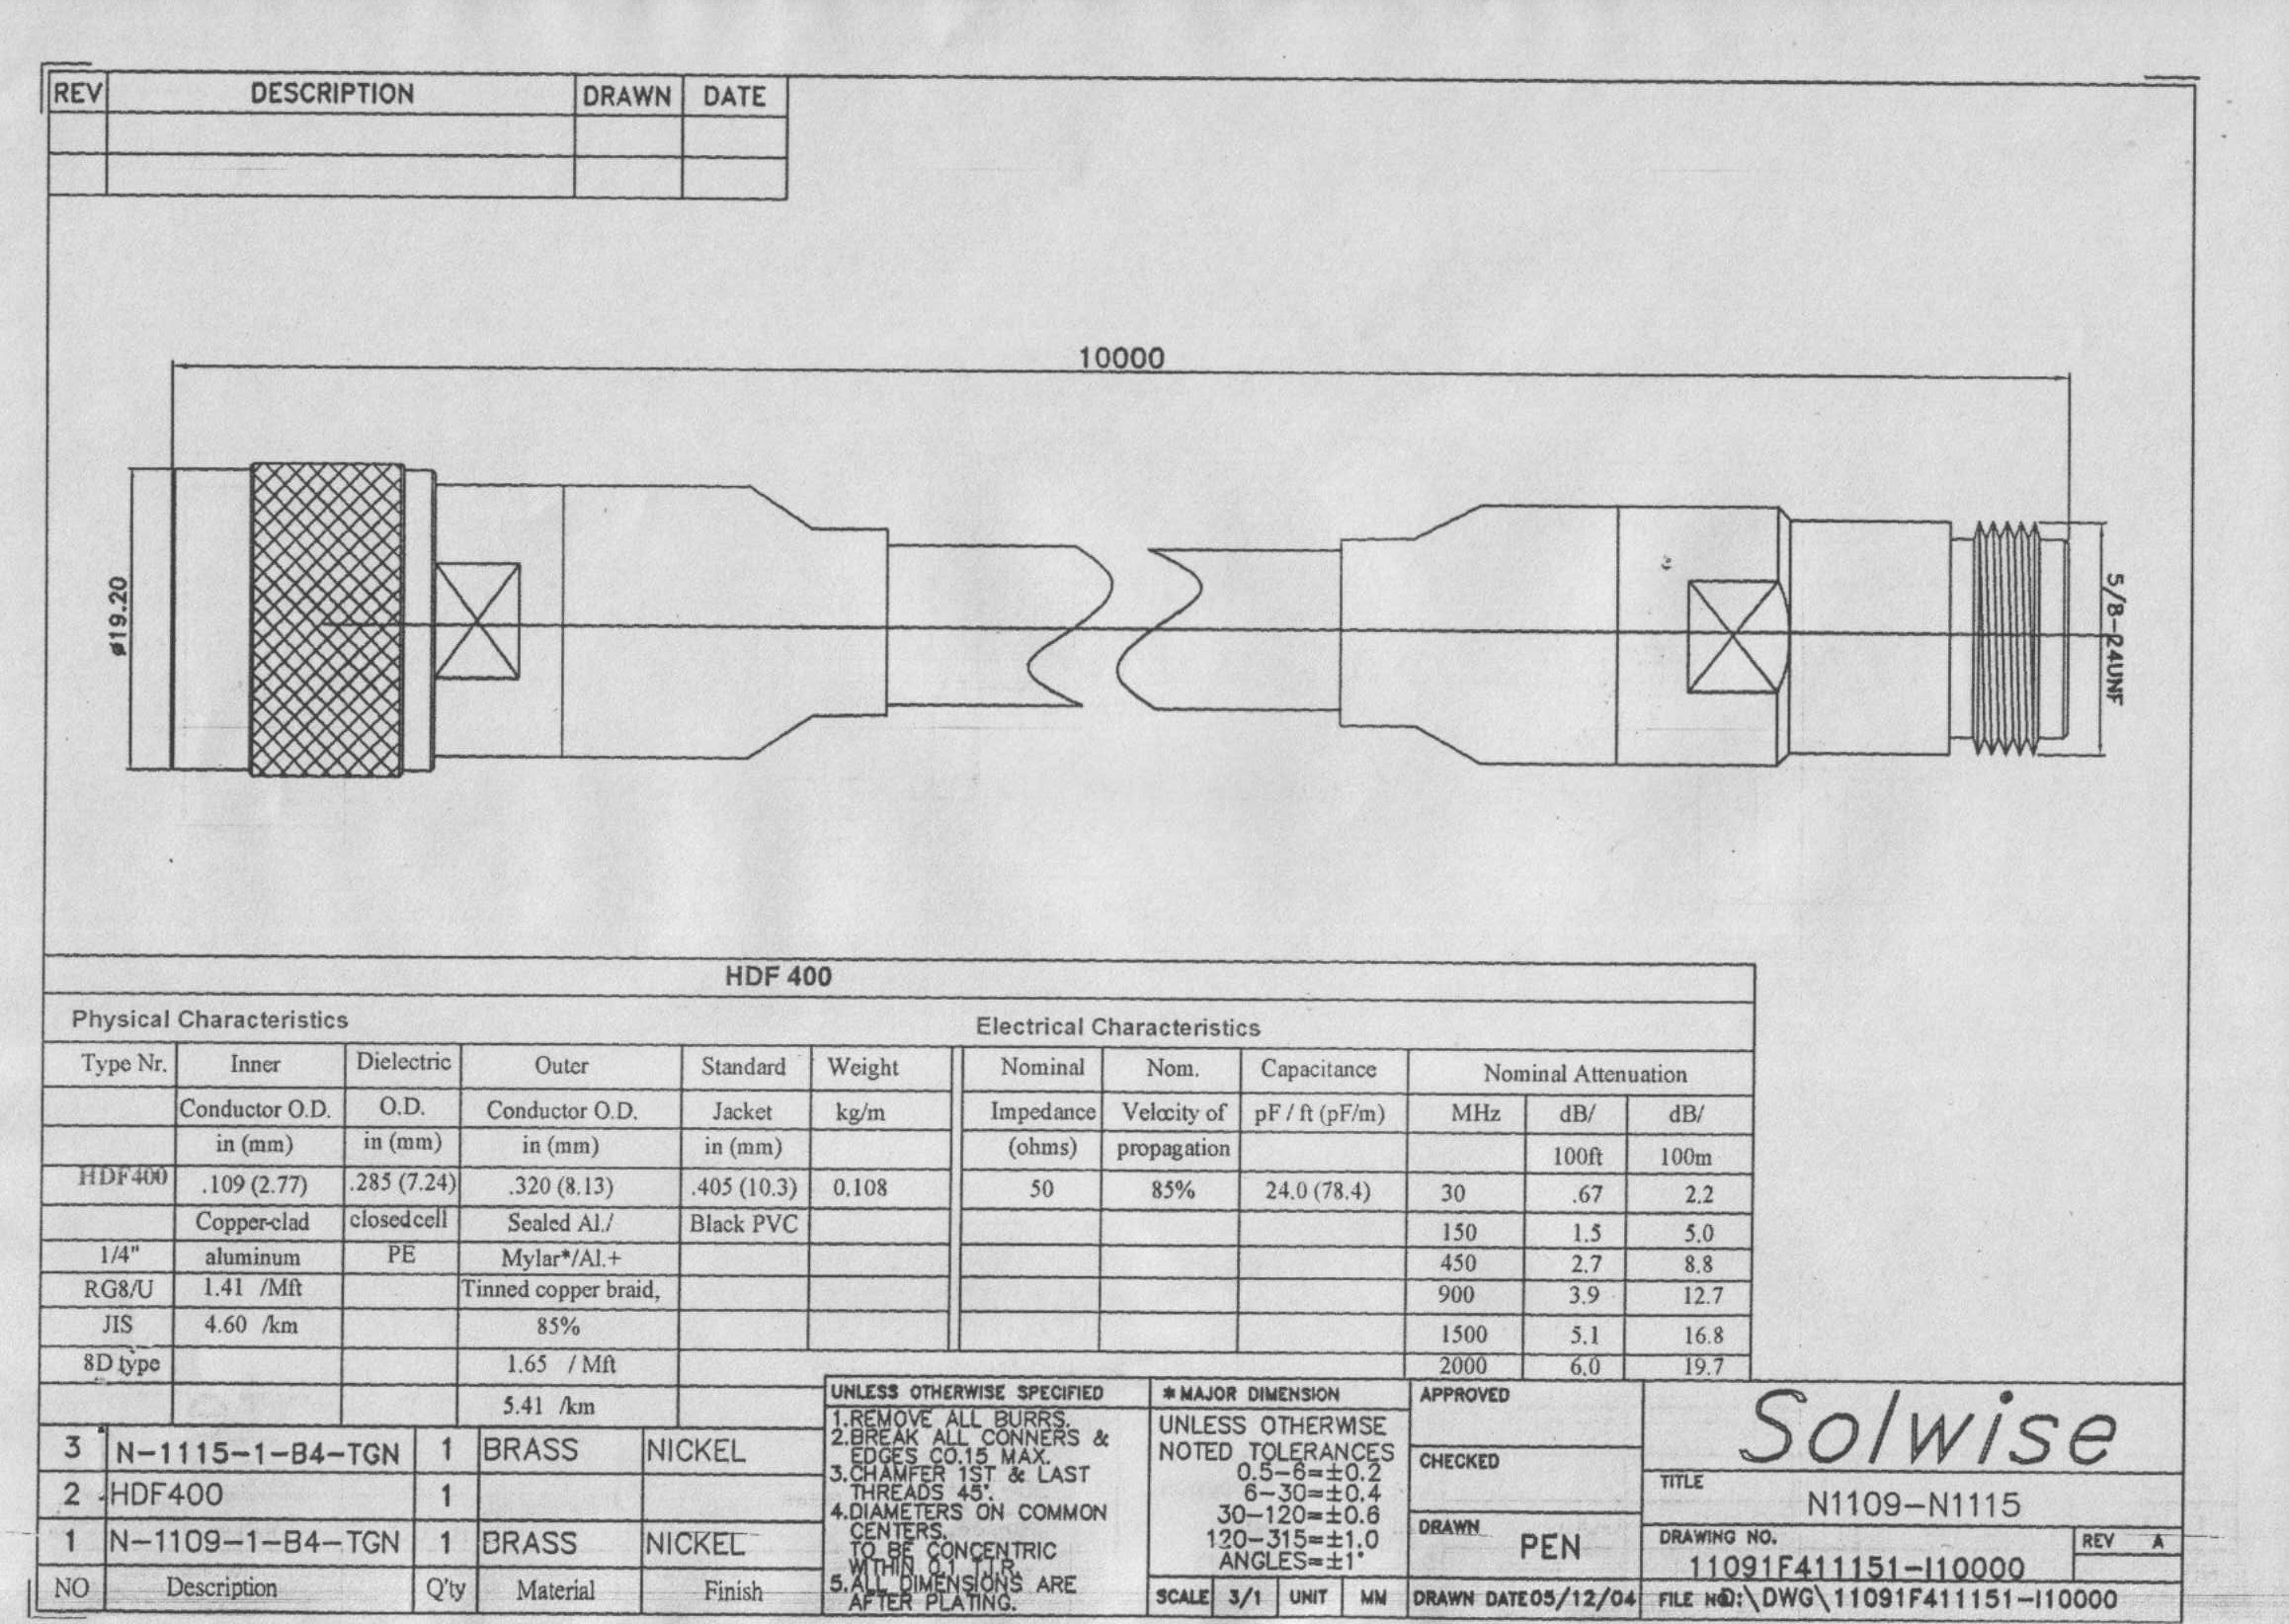 REV DESCRIPTION DRAWN DATE
10000
ø19.20
5/8-24UNF
HDF 400
Physical Characteristics
Electrical Characteristics
Type Nr. Inner Dielectric Outer Standard Weight Nominal Nom. Capacitance Nominal Attenuation
Conductor O.D. O.D. Conductor O.D. Jacket kg/m Impedance Velocity of pF / ft (pF/m) MHz dB/ dB/
in (mm) in (mm) in (mm) in (mm) (ohms) propagation 100ft 100m
HDF400 .109 (2.77) .285 (7.24) .320 (8.13) .405 (10.3) 0.108 50 85% 24.0 (78.4) 30 .67 2.2
Copper-clad closedcell Sealed Al./ Black PVC 150 1.5 5.0
1/4" aluminum PE Mylar*/Al.+ 450 2.7 8.8
RG8/U 1.41 /Mft Tinned copper braid, 900 3.9 12.7
JIS 4.60 /km 85% 1500 5.1 16.8
8D type 1.65 / Mft 2000 6.0 19.7
5.41 /km
3 N-1115-1-B4-TGN 1 BRASS NICKEL
2 HDF400 1
1 N-1109-1-B4-TGN 1 BRASS NICKEL
NO Description Q'ty Material Finish
UNLESS OTHERWISE SPECIFIED
1.REMOVE ALL BURRS.
2.BREAK ALL CONNERS &
EDGES CO.15 MAX.
3.CHAMFER 1ST & LAST
THREADS 45°.
4.DIAMETERS ON COMMON
CENTERS.
TO BE CONCENTRIC
WITHIN 0.1 T.I.R.
5.ALL DIMENSIONS ARE
AFTER PLATING.
* MAJOR DIMENSION
UNLESS OTHERWISE
NOTED TOLERANCES
0.5-6=±0.2
6-30=±0.4
30-120=±0.6
120-315=±1.0
ANGLES=±1°
SCALE 3/1 UNIT MM
APPROVED
CHECKED
DRAWN PEN
DRAWN DATE 05/12/04
Solwise
TITLE
N1109-N1115
DRAWING NO.
11091F411151-I10000
REV A
FILE NO:D:\DWG\11091F411151-I10000